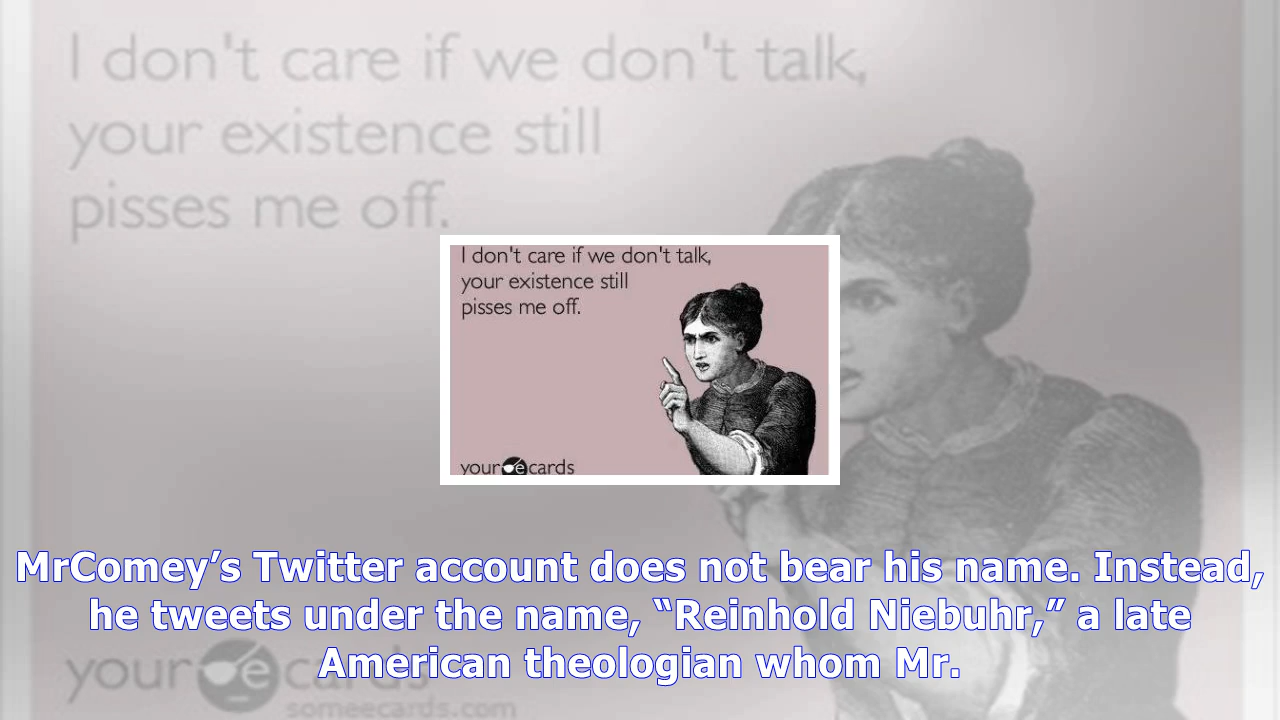 I don't care if we don't talk,
your existence still
pisses me off.
I don't care if we don't talk,
your existence still
pisses me off.
your e cards
MrComey’s Twitter account does not bear his name. Instead,
he tweets under the name, “Reinhold Niebuhr,” a late
American theologian whom Mr.
your e cards
someecards.com